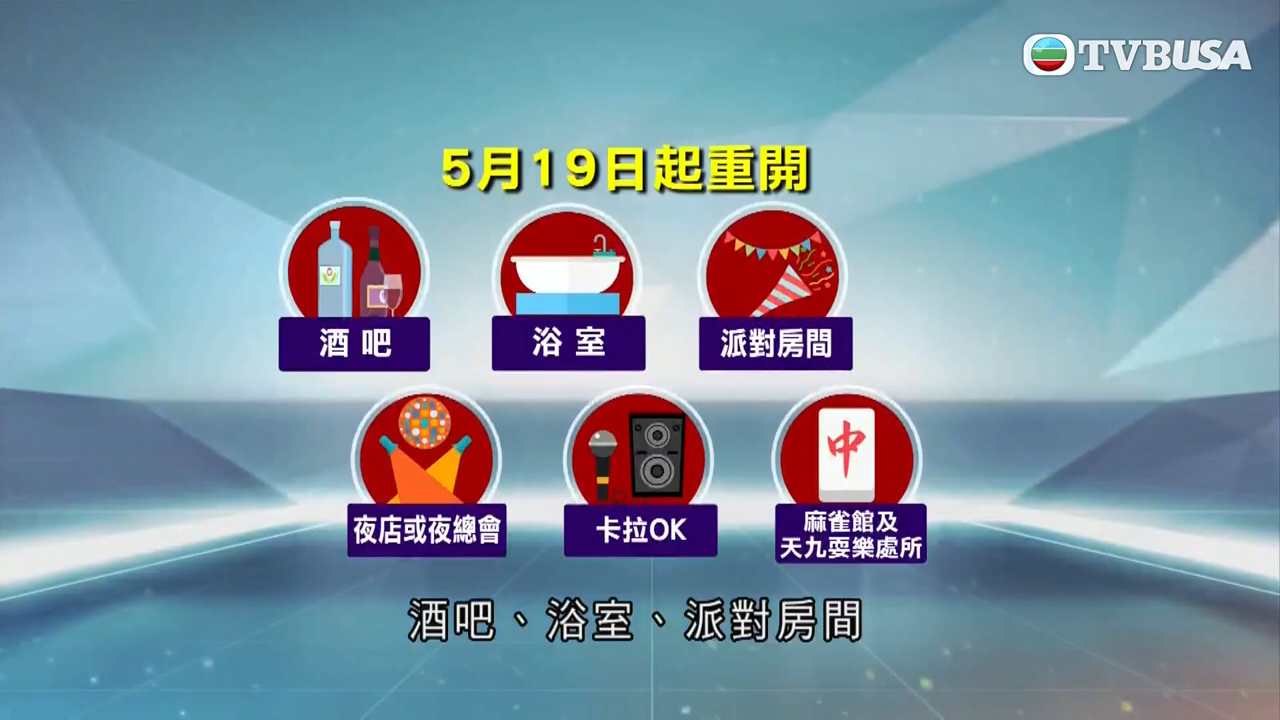 TVBUSA
5月19日起重開
酒吧
浴室
派對房間
夜店或夜總會
卡拉OK
中
麻雀館及
天九耍樂處所
酒吧、浴室、派對房間